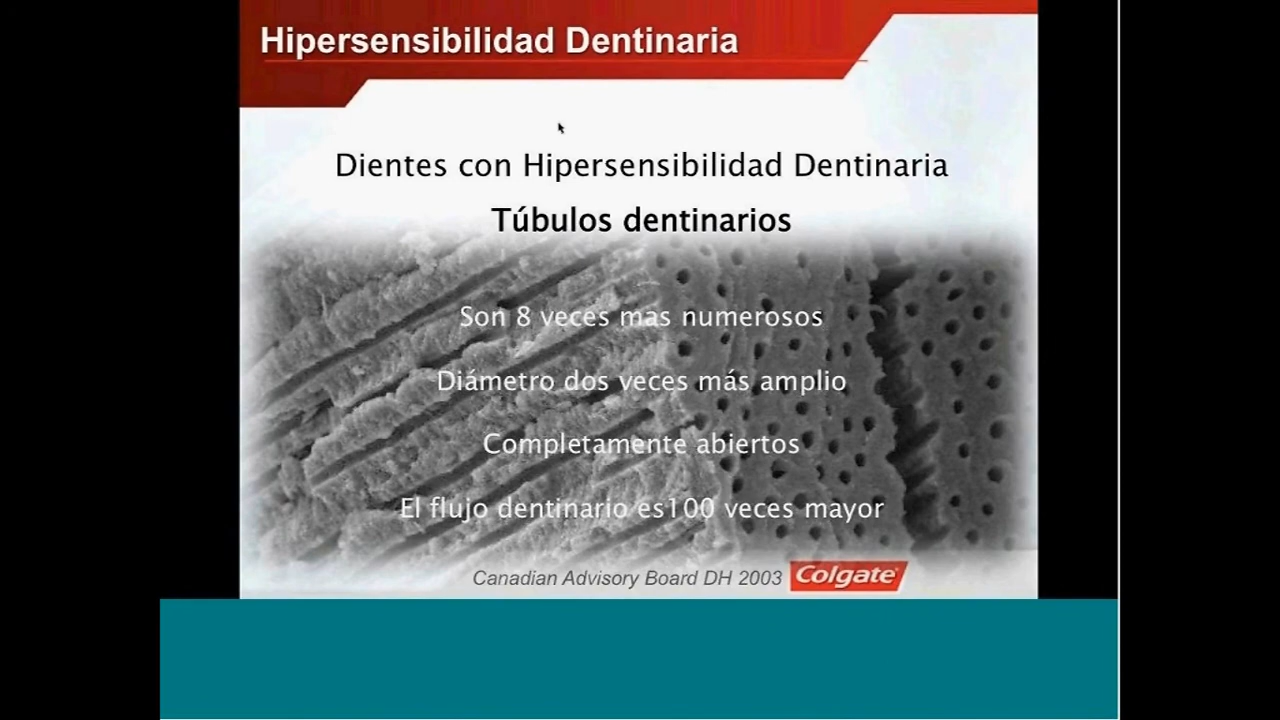 Hipersensibilidad Dentinaria
Dientes con Hipersensibilidad Dentinaria
Túbulos dentinarios
Son 8 veces mas numerosos
Diámetro dos veces más amplio
Completamente abiertos
El flujo dentinario es100 veces mayor
Canadian Advisory Board DH 2003
Colgate